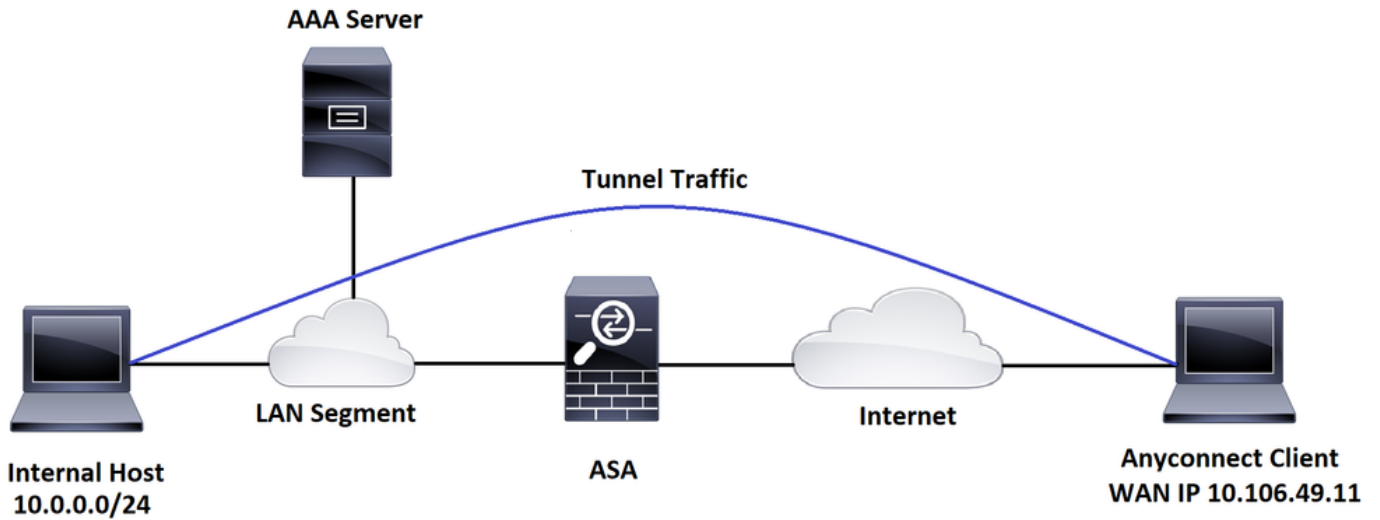 AAA Server
Tunnel Traffic
LAN Segment
Internet
Internal Host
10.0.0.0/24
ASA
Anyconnect Client
WAN IP 10.106.49.11